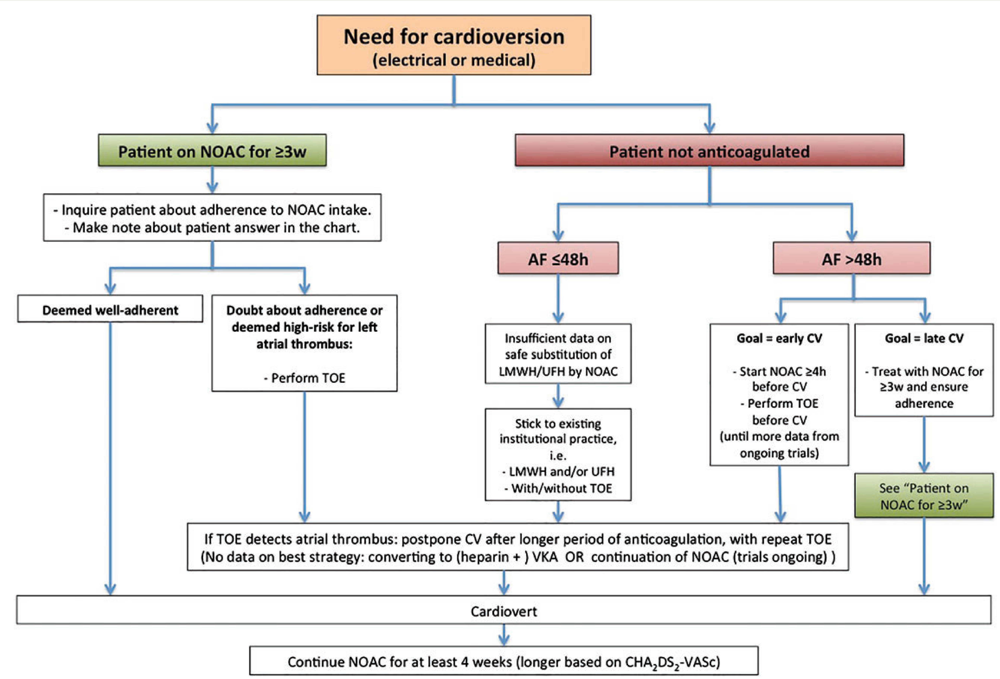 Need for cardioversion
(electrical or medical)
Patient on NOAC for ≥3w
Patient not anticoagulated
- Inquire patient about adherence to NOAC intake.
- Make note about patient answer in the chart.
AF ≤48h
AF >48h
Deemed well-adherent
Doubt about adherence or
deemed high-risk for left
atrial thrombus:
- Perform TOE
Insufficient data on
safe substitution of
LMWH/UFH by NOAC
Stick to existing
institutional practice,
i.e.
- LMWH and/or UFH
- With/without TOE
Goal = early CV
- Start NOAC ≥4h
before CV
- Perform TOE
before CV
(until more data from
ongoing trials)
Goal = late CV
- Treat with NOAC for
≥3w and ensure
adherence
See “Patient on
NOAC for ≥3w”
If TOE detects atrial thrombus: postpone CV after longer period of anticoagulation, with repeat TOE
(No data on best strategy: converting to (heparin + ) VKA OR continuation of NOAC (trials ongoing) )
Cardiovert
Continue NOAC for at least 4 weeks (longer based on CHA₂DS₂-VASc)